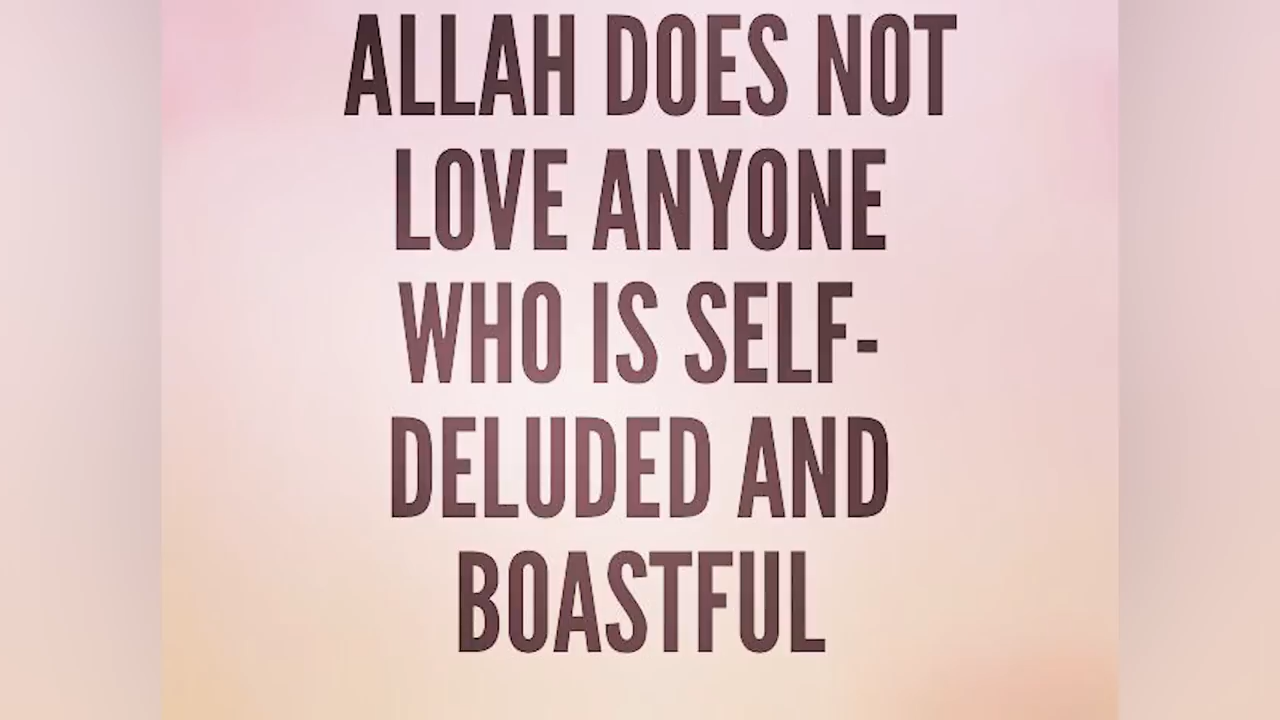 ALLAH DOES NOT
LOVE ANYONE
WHO IS SELF-
DELUDED AND
BOASTFUL